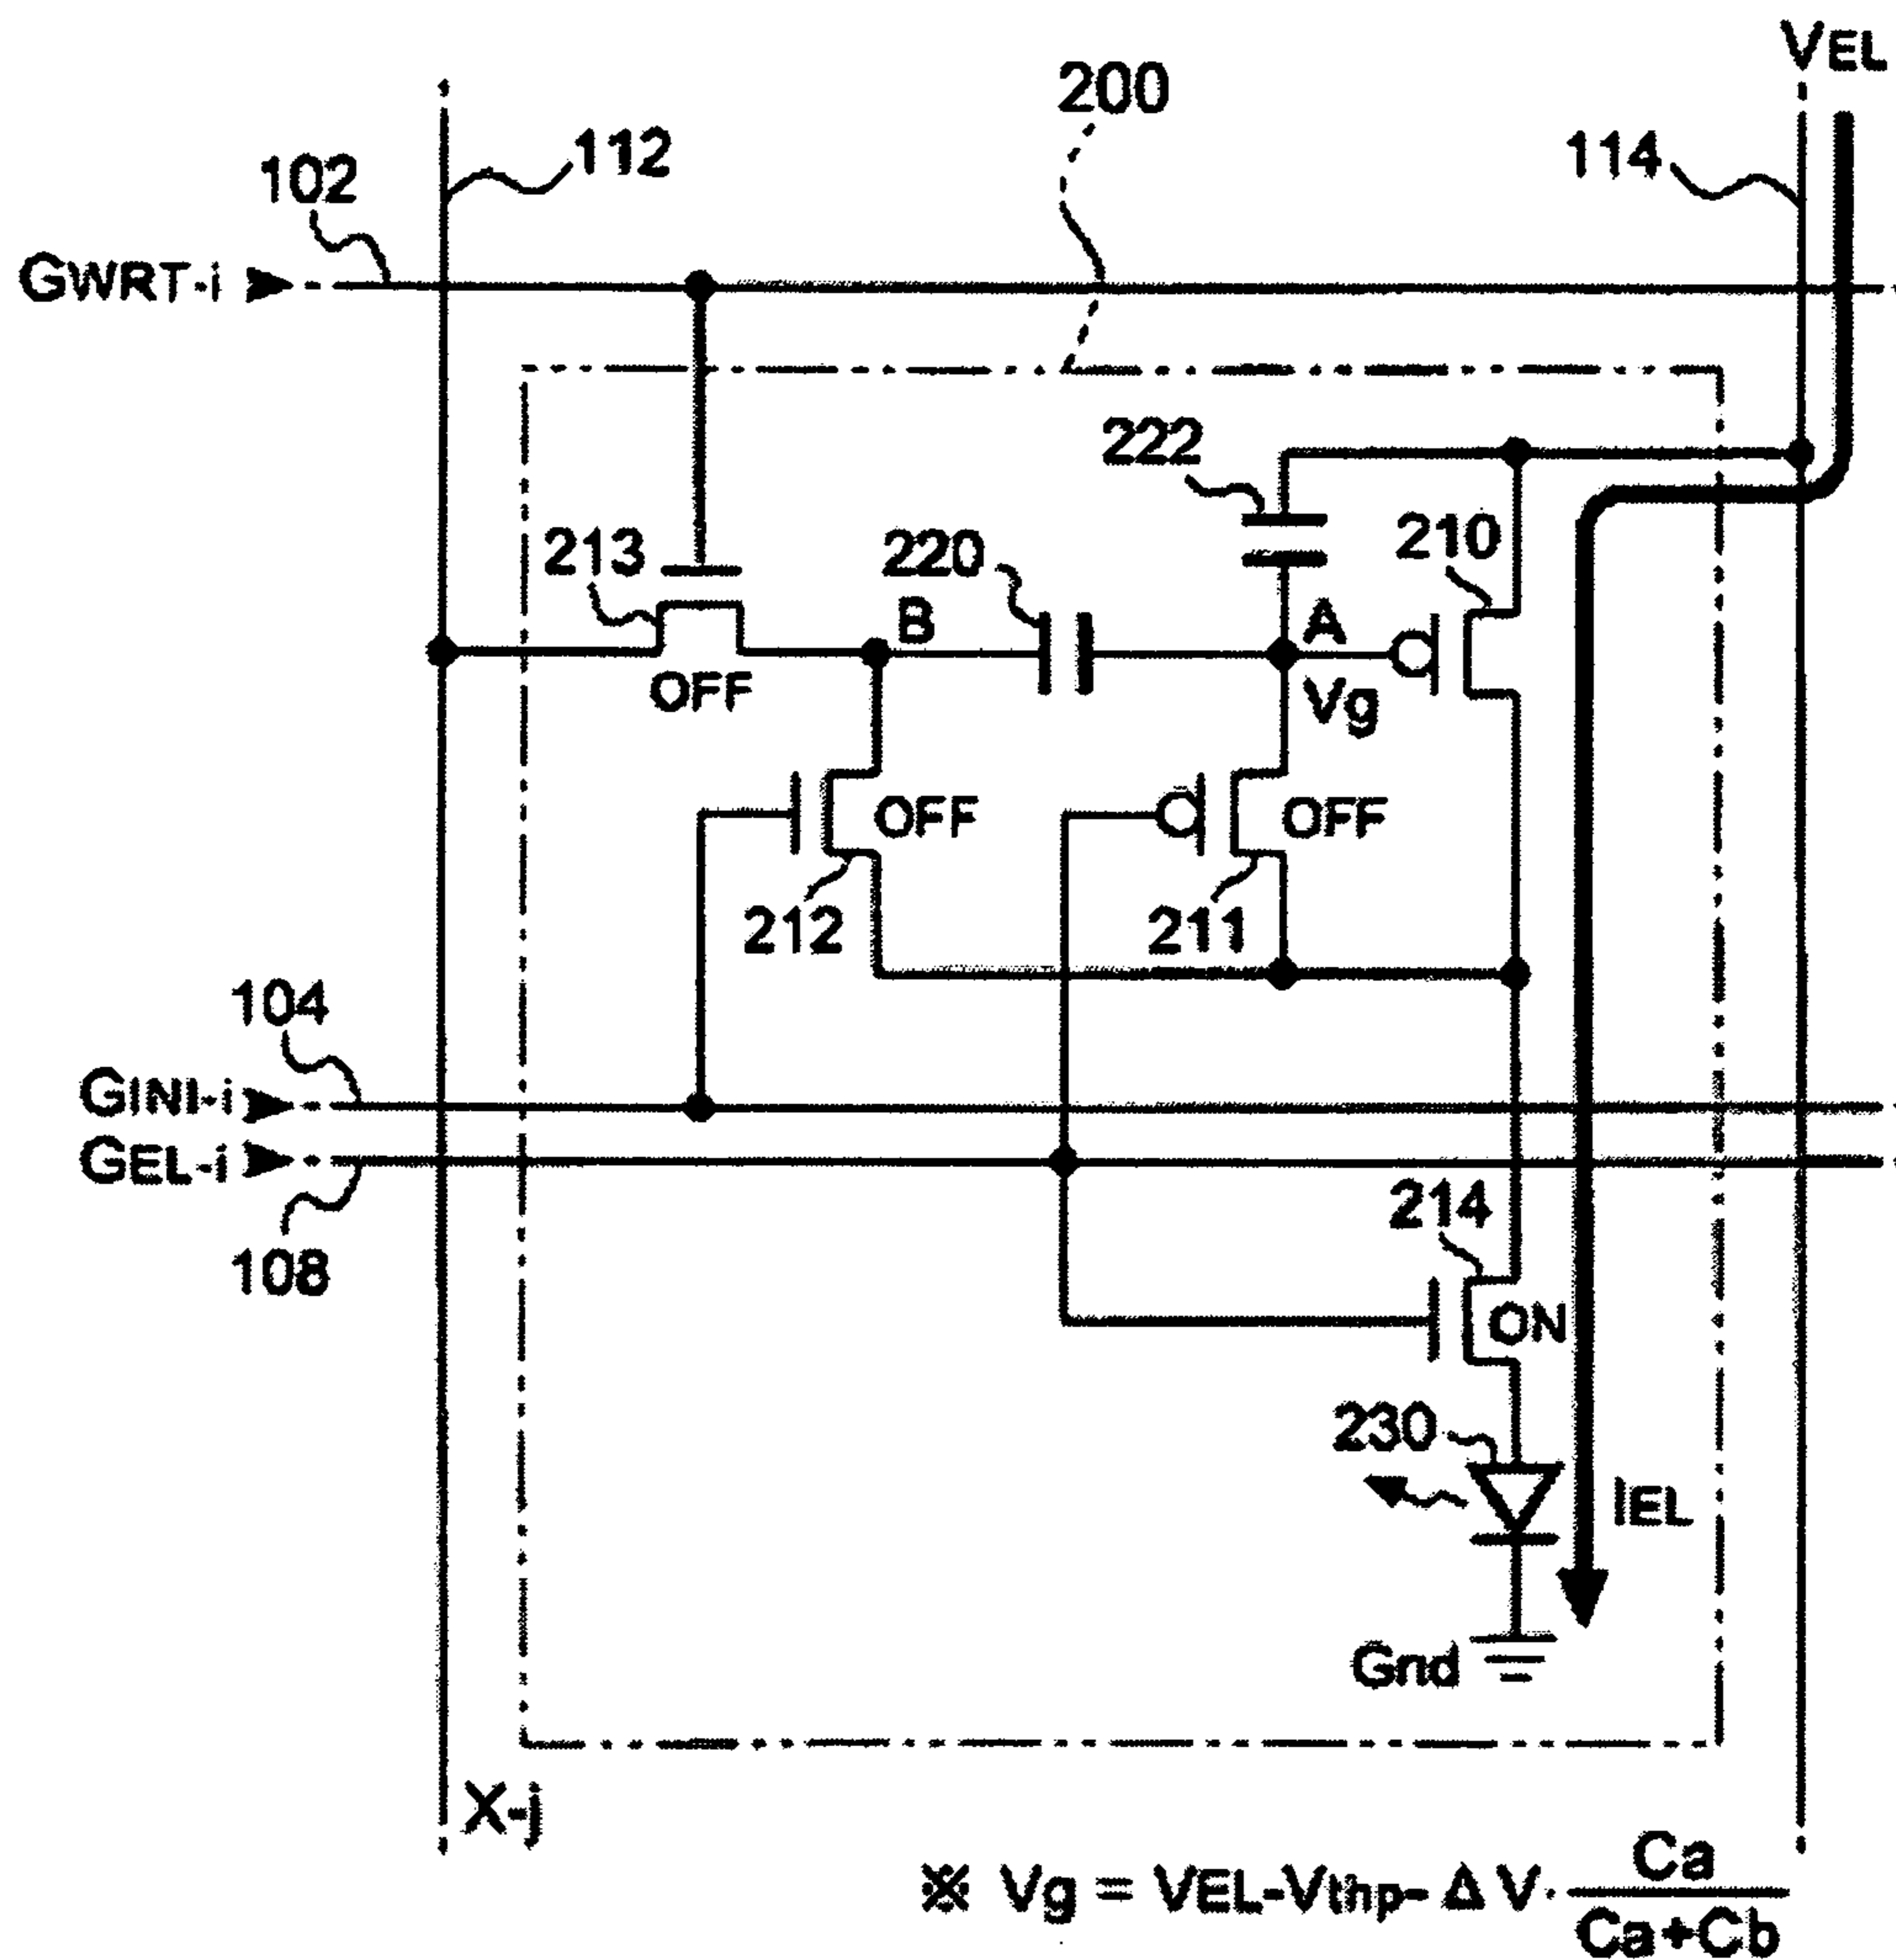 VEL
200
112
114
102
GWRT-i
222
213
220
210
B
A
OFF
Vg
OFF
OFF
212
211
104
GINI-i
GEL-i
214
108
ON
230
IEL
Gnd
X-j
※ Vg = VEL-Vthp-ΔV· Ca
Ca+Cb